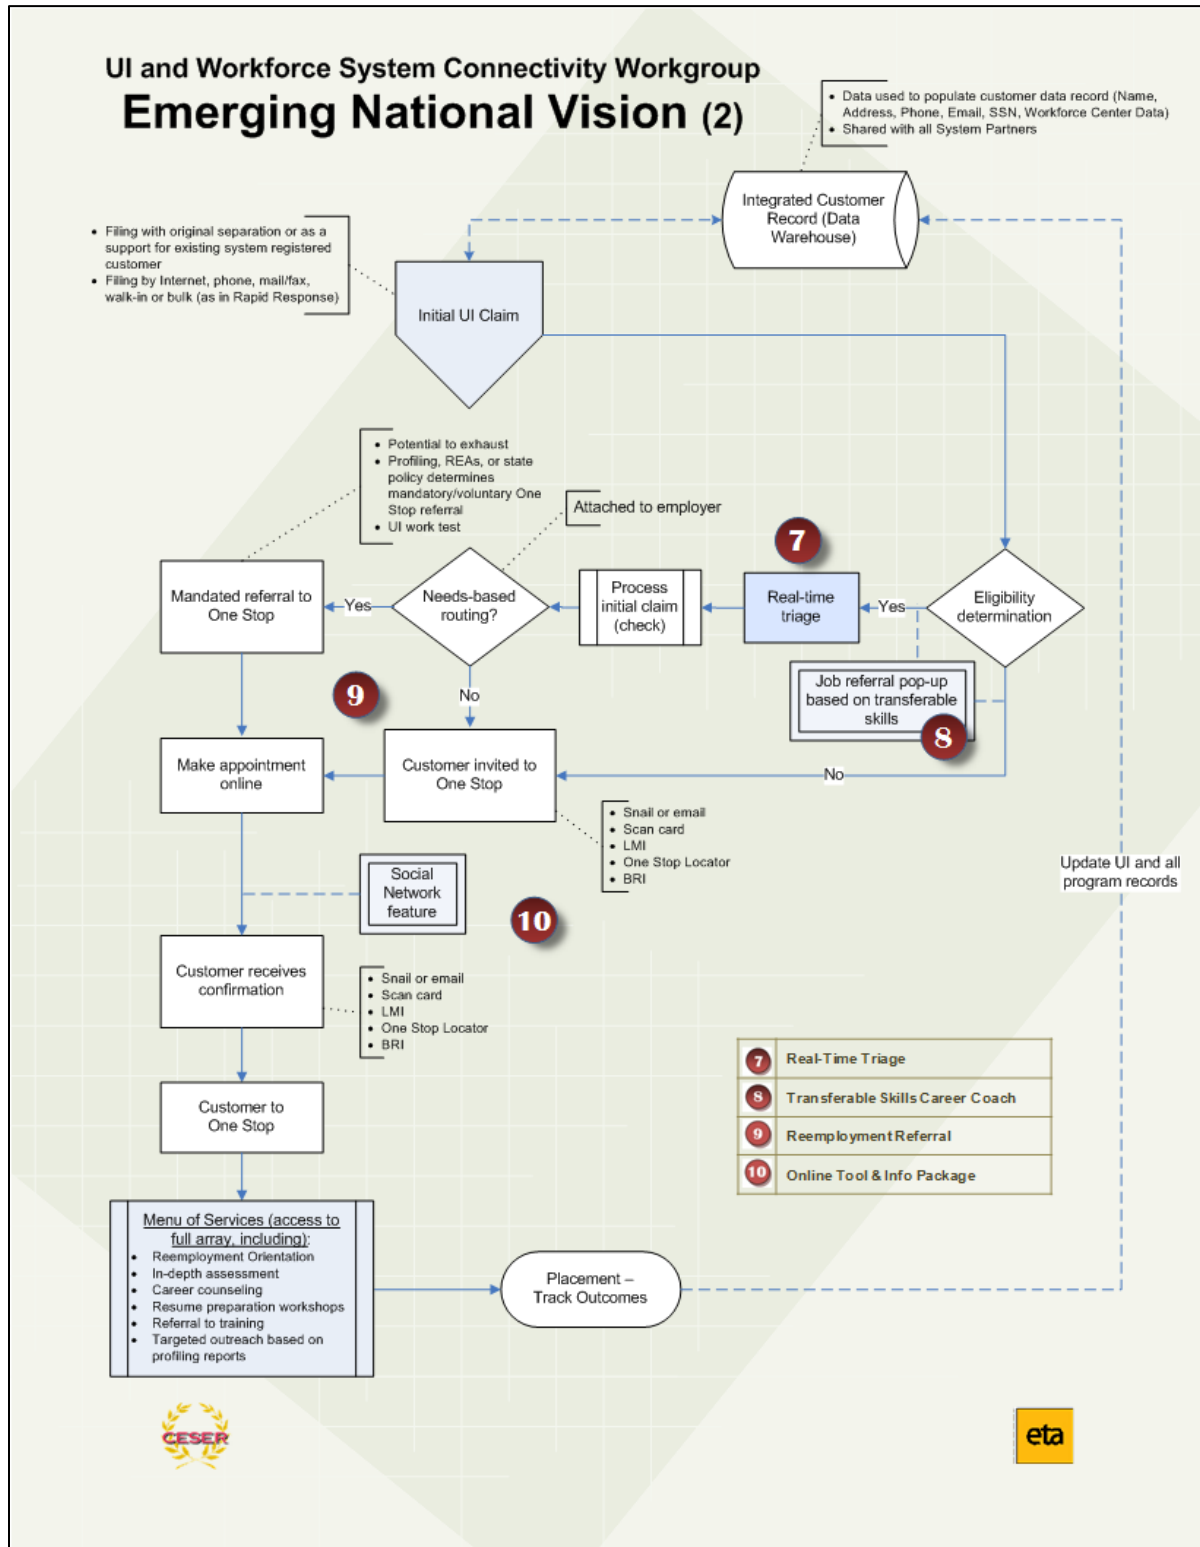 UI and Workforce System Connectivity Workgroup
Emerging National Vision (2)
• Data used to populate customer data record (Name,
Address, Phone, Email, SSN, Workforce Center Data)
• Shared with all System Partners
Integrated Customer
Record (Data
Warehouse)
• Filing with original separation or as a
support for existing system registered
customer
• Filing by Internet, phone, mail/fax,
walk-in or bulk (as in Rapid Response)
Initial UI Claim
• Potential to exhaust
• Profiling, REAs, or state
policy determines
mandatory/voluntary One
Stop referral
• UI work test
Attached to employer
7
Mandated referral to
One Stop
Yes
Needs-based
routing?
Process
initial claim
(check)
Real-time
triage
Yes
Eligibility
determination
No
9
Job referral pop-up
based on transferable
skills
8
Make appointment
online
Customer invited to
One Stop
No
• Snail or email
• Scan card
• LMI
• One Stop Locator
• BRI
Update UI and all
program records
Social
Network
feature
10
Customer receives
confirmation
• Snail or email
• Scan card
• LMI
• One Stop Locator
• BRI
7 Real-Time Triage
8 Transferable Skills Career Coach
9 Reemployment Referral
10 Online Tool & Info Package
Customer to
One Stop
Menu of Services (access to
full array, including):
• Reemployment Orientation
• In-depth assessment
• Career counseling
• Resume preparation workshops
• Referral to training
• Targeted outreach based on
profiling reports
Placement –
Track Outcomes
CESER
eta